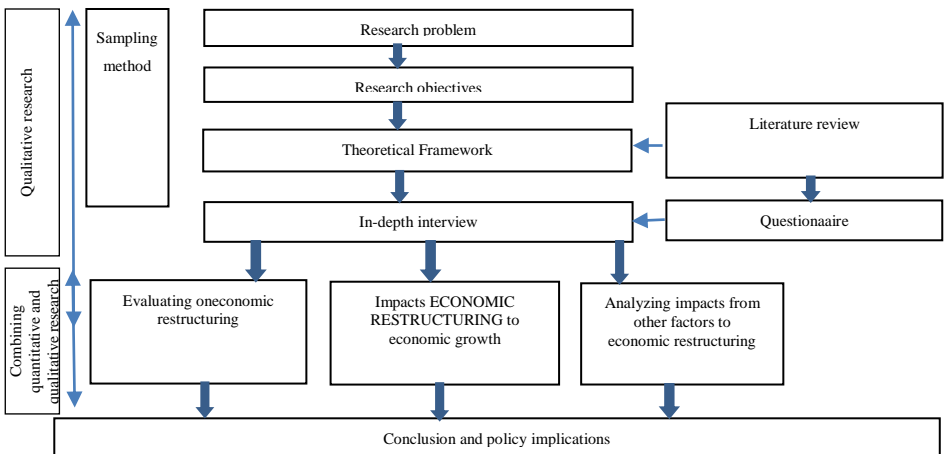 Qualitative research
Sampling
method
Research problem
Research objectives
Theoretical Framework
Literature review
In-depth interview
Questionaaire
Combining
quantitative and
qualitative research
Evaluating oneconomic
restructuring
Impacts ECONOMIC
RESTRUCTURING to
economic growth
Analyzing impacts from
other factors to
economic restructuring
Conclusion and policy implications